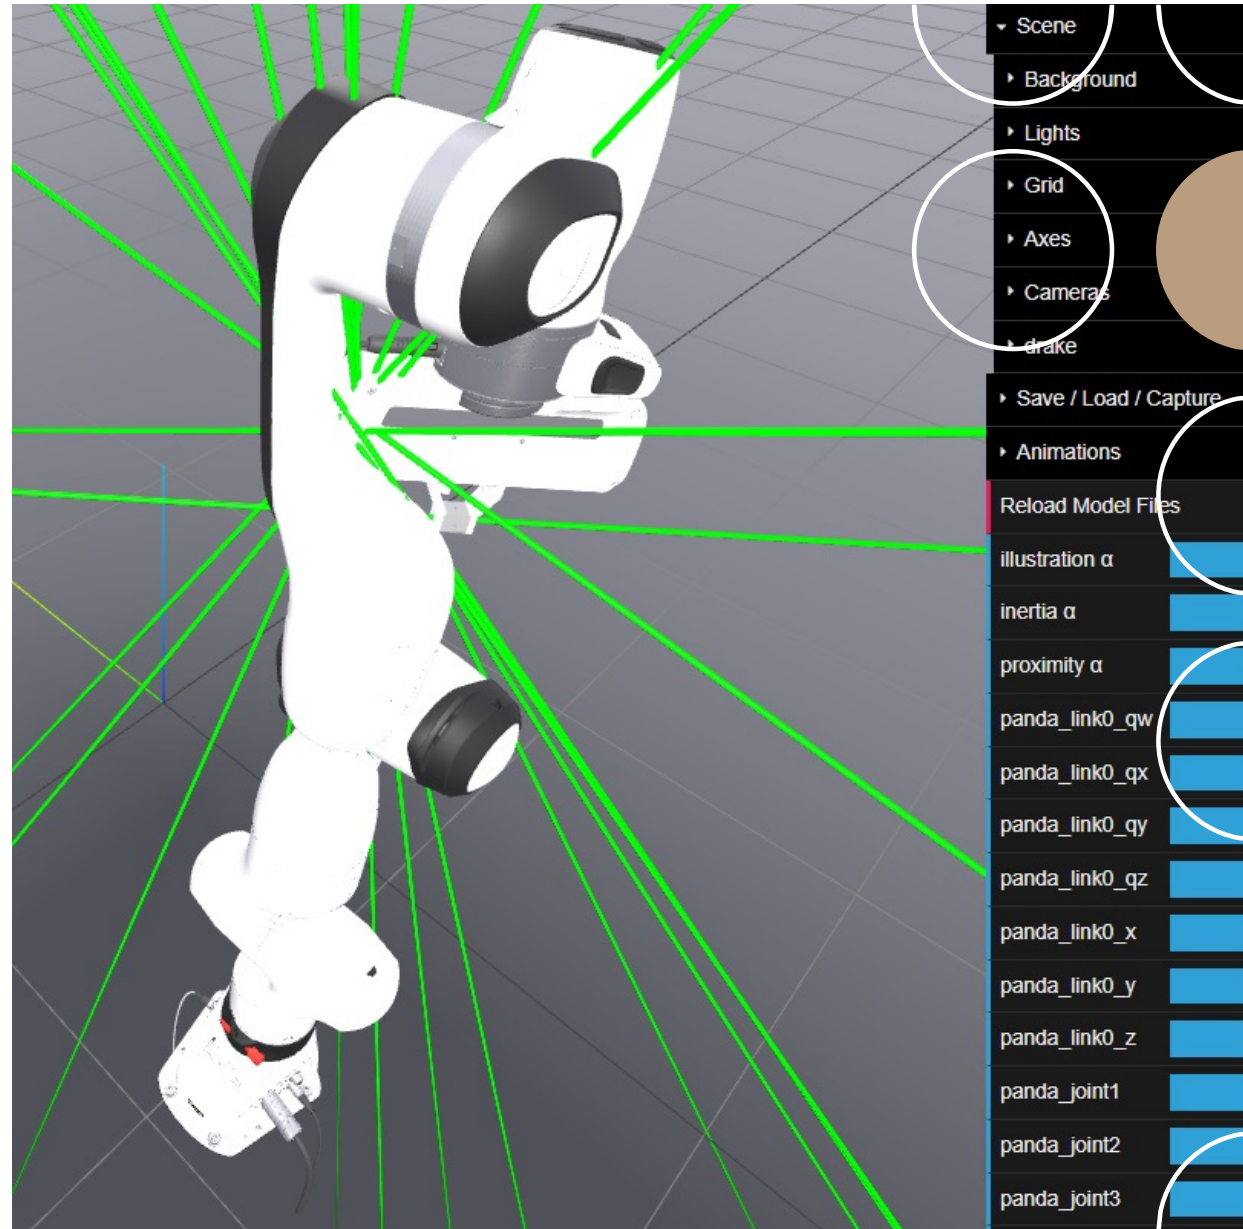 Scene
Background
Lights
Grid
Axes
Cameras
drake
Save / Load / Capture
Animations
Reload Model Files
illustration α
inertia α
proximity α
panda_link0_qw
panda_link0_qx
panda_link0_qy
panda_link0_qz
panda_link0_x
panda_link0_y
panda_link0_z
panda_joint1
panda_joint2
panda_joint3